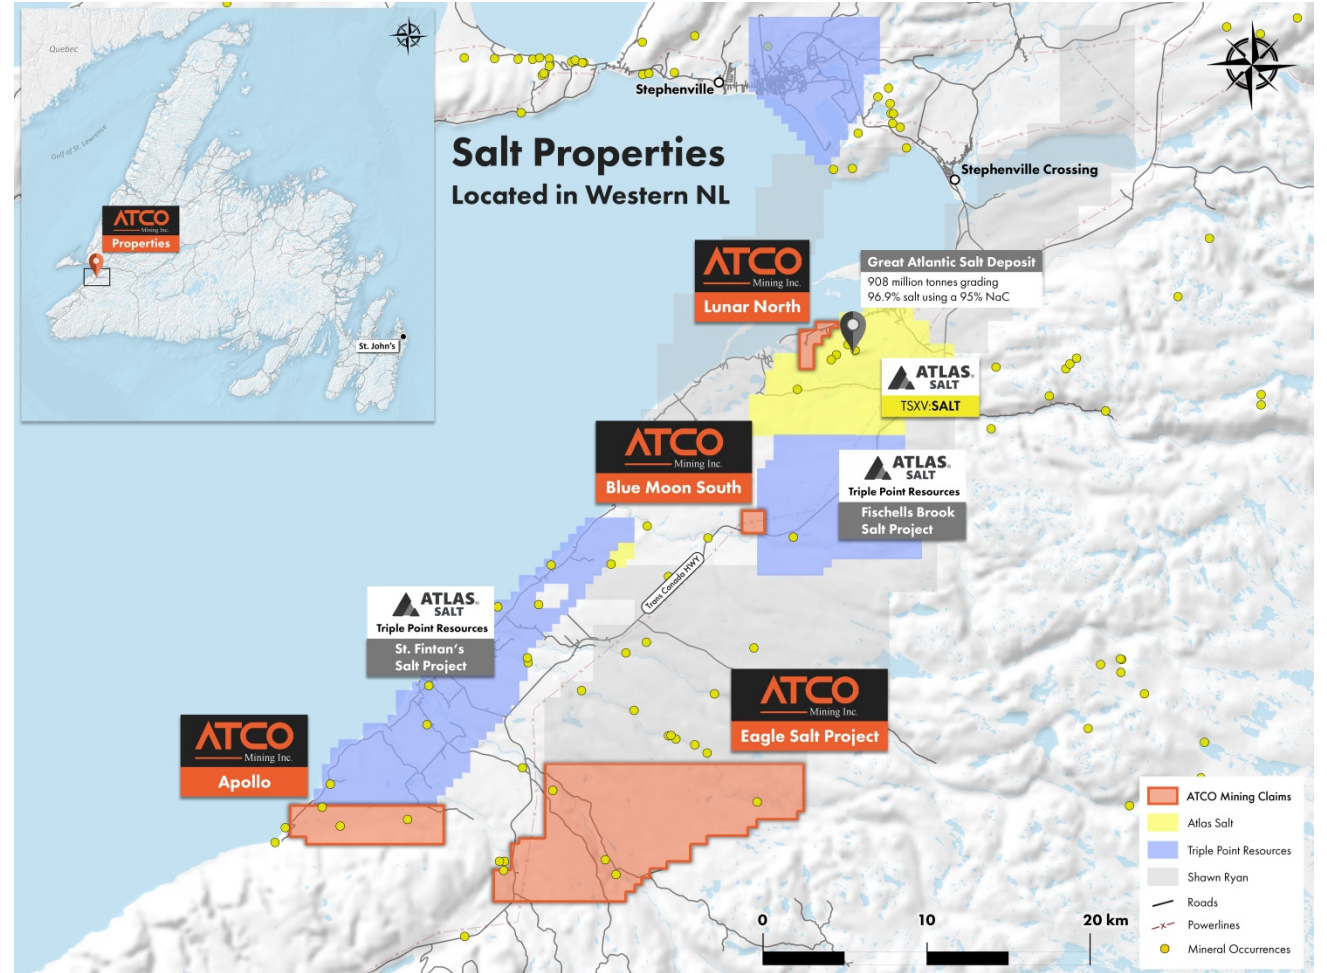 Quebec
Gulf of St. Lawrence
ATCO
Mining Inc.
Properties
St. John's
Salt Properties
Located in Western NL
Stephenville
Stephenville Crossing
ATCO
Mining Inc.
Lunar North
Great Atlantic Salt Deposit
908 million tonnes grading
96.9% salt using a 95% NaC
ATLAS
SALT
TSXV:SALT
ATCO
Mining Inc.
Blue Moon South
ATLAS
SALT
Triple Point Resources
Fischells Brook
Salt Project
Trans Canada HWY
ATLAS
SALT
Triple Point Resources
St. Fintan's
Salt Project
ATCO
Mining Inc.
Eagle Salt Project
ATCO
Mining Inc.
Apollo
ATCO Mining Claims
Atlas Salt
Triple Point Resources
Shawn Ryan
Roads
Powerlines
Mineral Occurrences
0 10 20 km